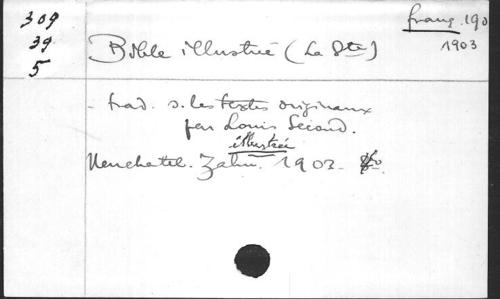 309
39
5
franç. 190
1903
Bible illustrée (La Ste)
- trad. s. les textes originaux
par Louis Segond.
illustrée
Neuchatel. Zahn. 1903.